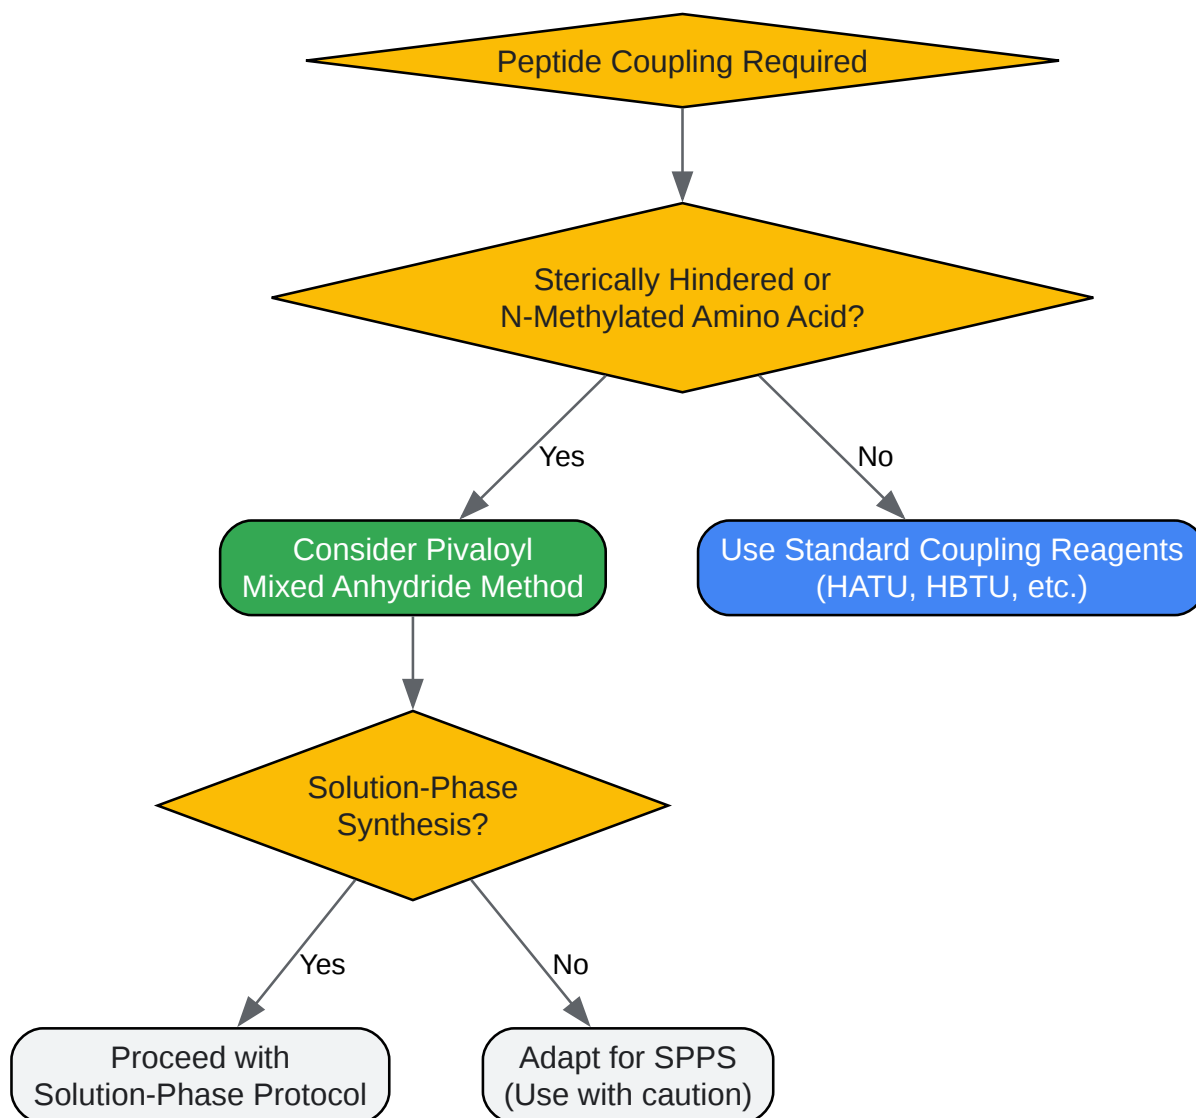 Peptide Coupling Required
Sterically Hindered or
N-Methylated Amino Acid?
Yes
No
Consider Pivaloyl
Mixed Anhydride Method
Use Standard Coupling Reagents
(HATU, HBTU, etc.)
Solution-Phase
Synthesis?
Yes
No
Proceed with
Solution-Phase Protocol
Adapt for SPPS
(Use with caution)